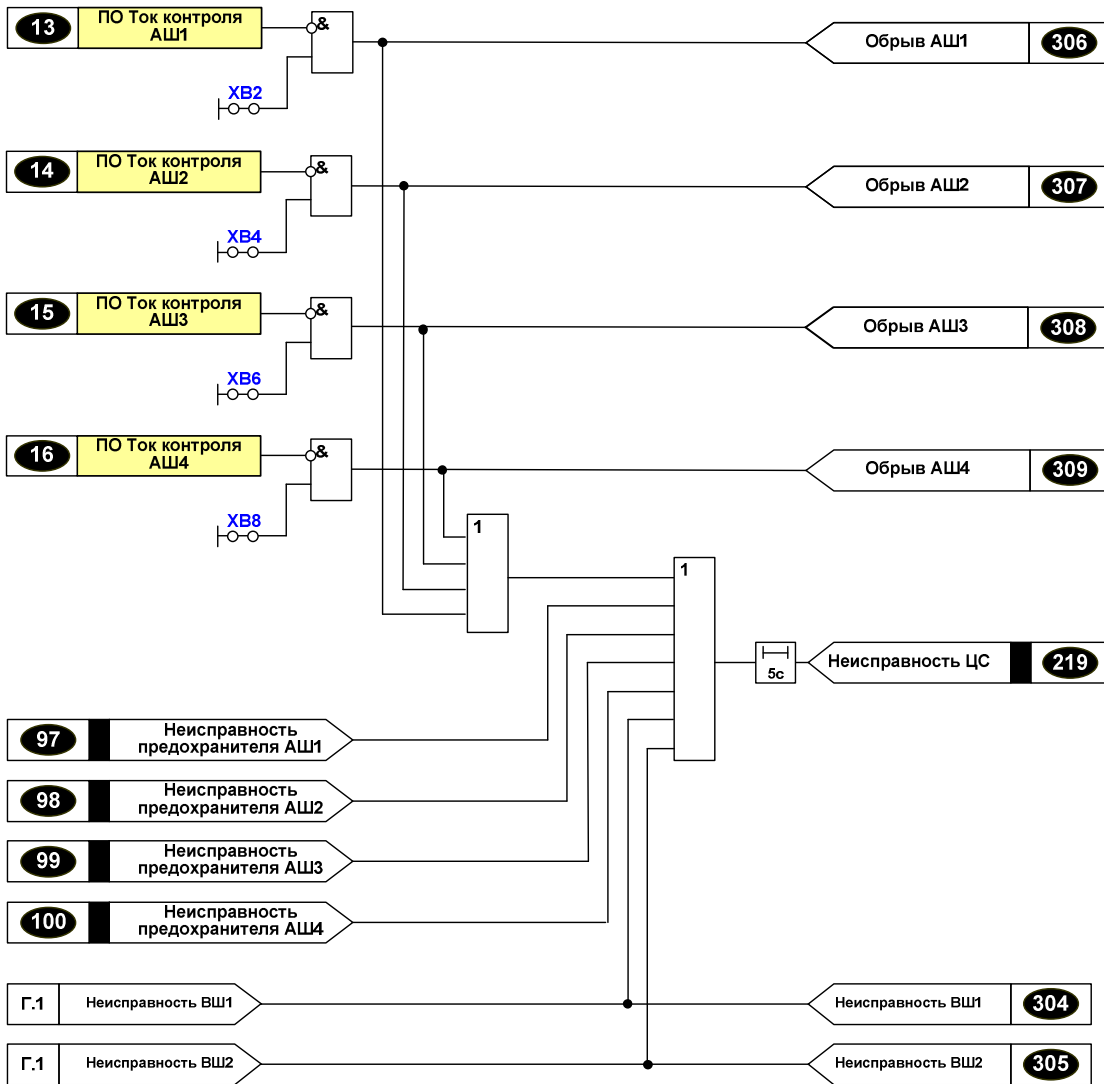 13
ПО Ток контроля
АШ1
&
ХВ2
Обрыв АШ1
306
14
ПО Ток контроля
АШ2
&
ХВ4
Обрыв АШ2
307
15
ПО Ток контроля
АШ3
&
ХВ6
Обрыв АШ3
308
16
ПО Ток контроля
АШ4
&
ХВ8
Обрыв АШ4
309
1
1
5с
Неисправность ЦС
219
97
Неисправность
предохранителя АШ1
98
Неисправность
предохранителя АШ2
99
Неисправность
предохранителя АШ3
100
Неисправность
предохранителя АШ4
Г.1
Неисправность ВШ1
Неисправность ВШ1
304
Г.1
Неисправность ВШ2
Неисправность ВШ2
305